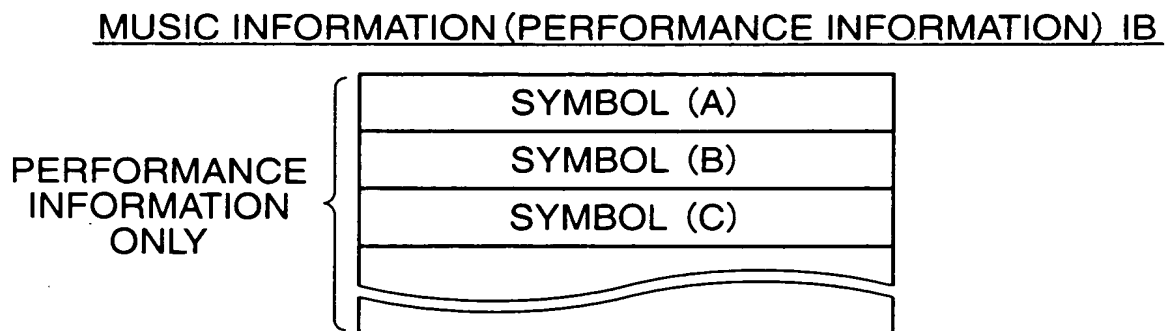 MUSIC INFORMATION (PERFORMANCE INFORMATION) IB
SYMBOL (A)
SYMBOL (B)
SYMBOL (C)
PERFORMANCE
INFORMATION
ONLY